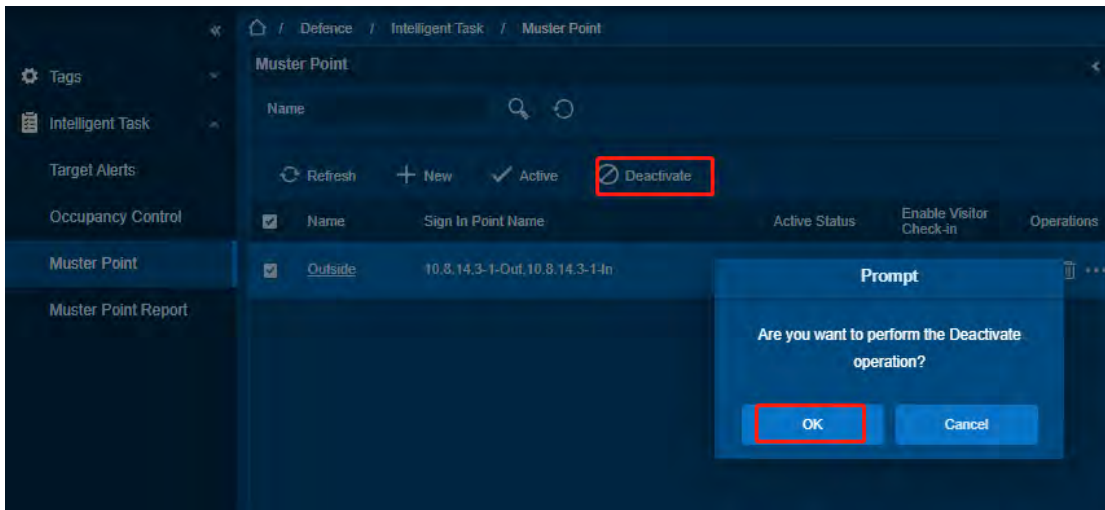 / Defence / Intelligent Task / Muster Point
Tags
Intelligent Task
Target Alerts
Occupancy Control
Muster Point
Muster Point Report
Muster Point
Name
Refresh
New
Active
Deactivate
Name
Sign In Point Name
Active Status
Enable Visitor
Check-in
Operations
Outside
10.8.14.3-1-Out,10.8.14.3-1-In
Prompt
Are you want to perform the Deactivate
operation?
OK
Cancel